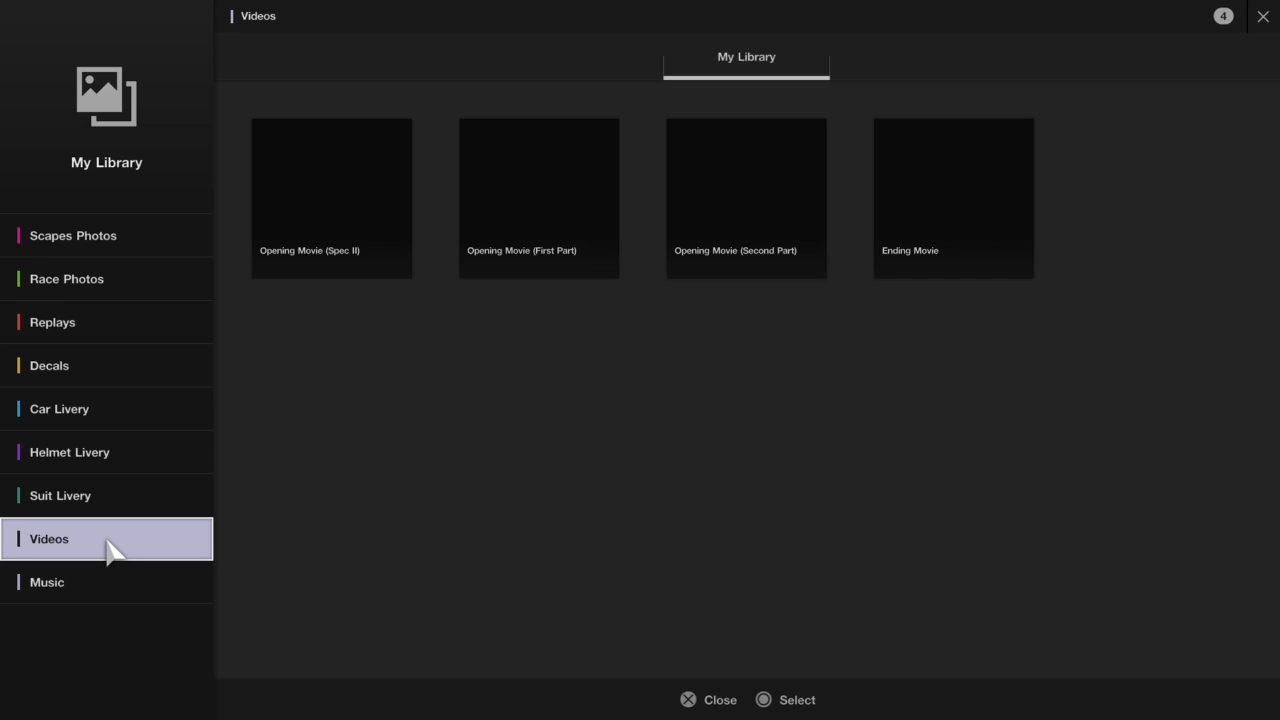 Videos
4
My Library
My Library
Scapes Photos
Race Photos
Replays
Decals
Car Livery
Helmet Livery
Suit Livery
Videos
Music
Opening Movie (Spec II)
Opening Movie (First Part)
Opening Movie (Second Part)
Ending Movie
Close
Select